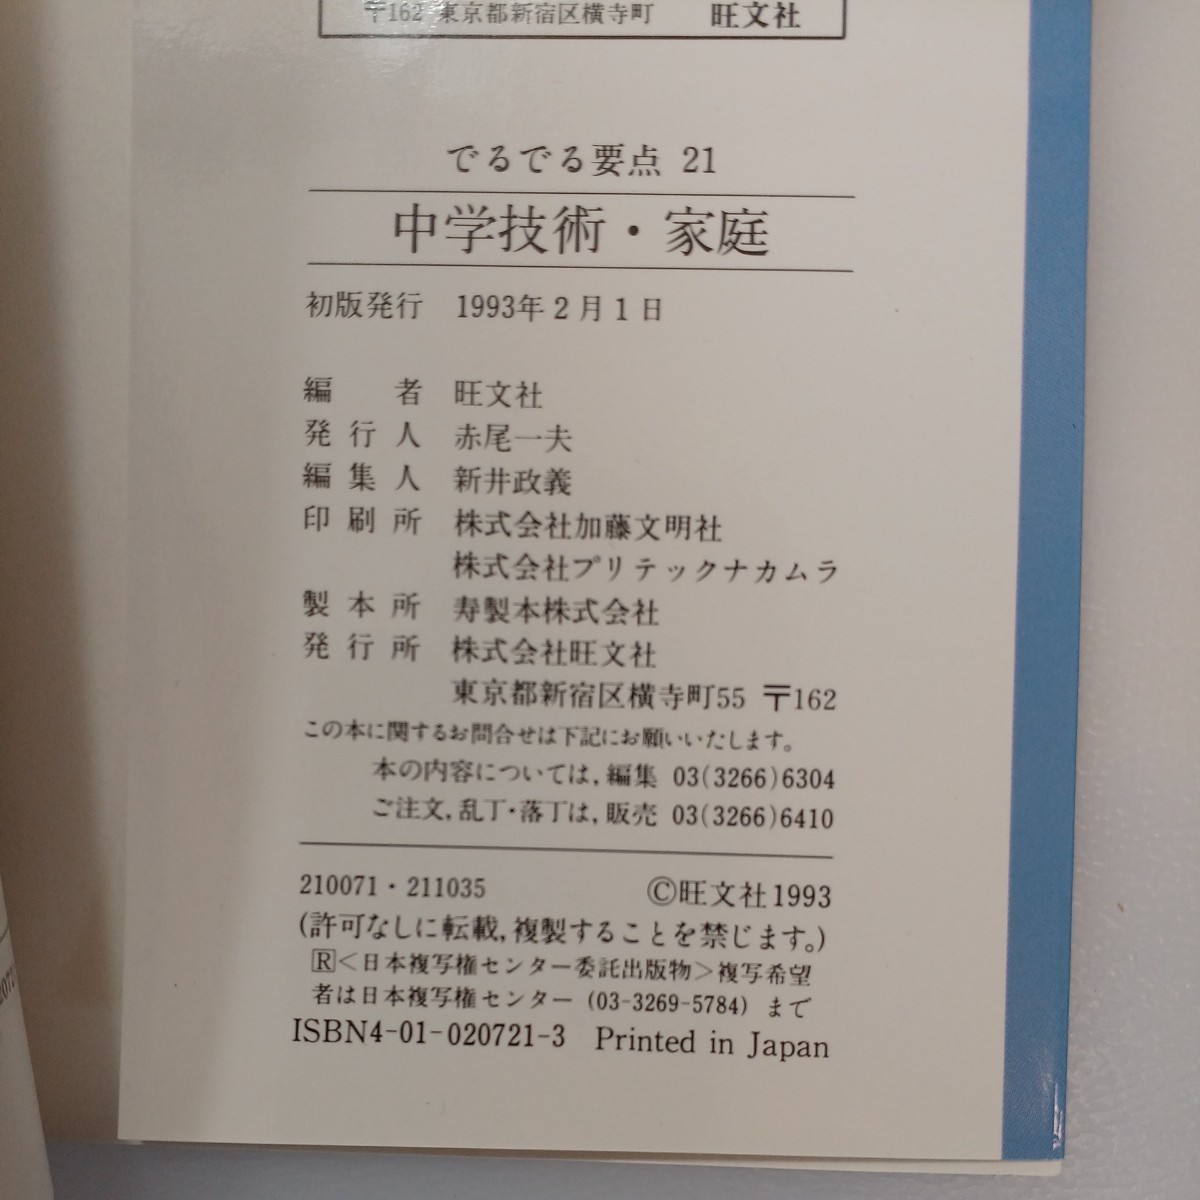 〒162 東京都新宿区横寺町 旺文社
でるでる要点 21
中学技術・家庭
初版発行 1993年2月1日
編者 旺文社
発行人 赤尾一夫
編集人 新井政義
印刷所 株式会社加藤文明社
株式会社プリテックナカムラ
製本所 寿製本株式会社
発行所 株式会社旺文社
東京都新宿区横寺町55 〒162
この本に関するお問合せは下記にお願いいたします。
本の内容については,編集 03(3266)6304
ご注文,乱丁・落丁は,販売 03(3266)6410
210071・211035 ©旺文社1993
(許可なしに転載,複製することを禁じます。)
R<日本複写権センター委託出版物>複写希望
者は日本複写権センター (03-3269-5784) まで
ISBN4-01-020721-3 Printed in Japan